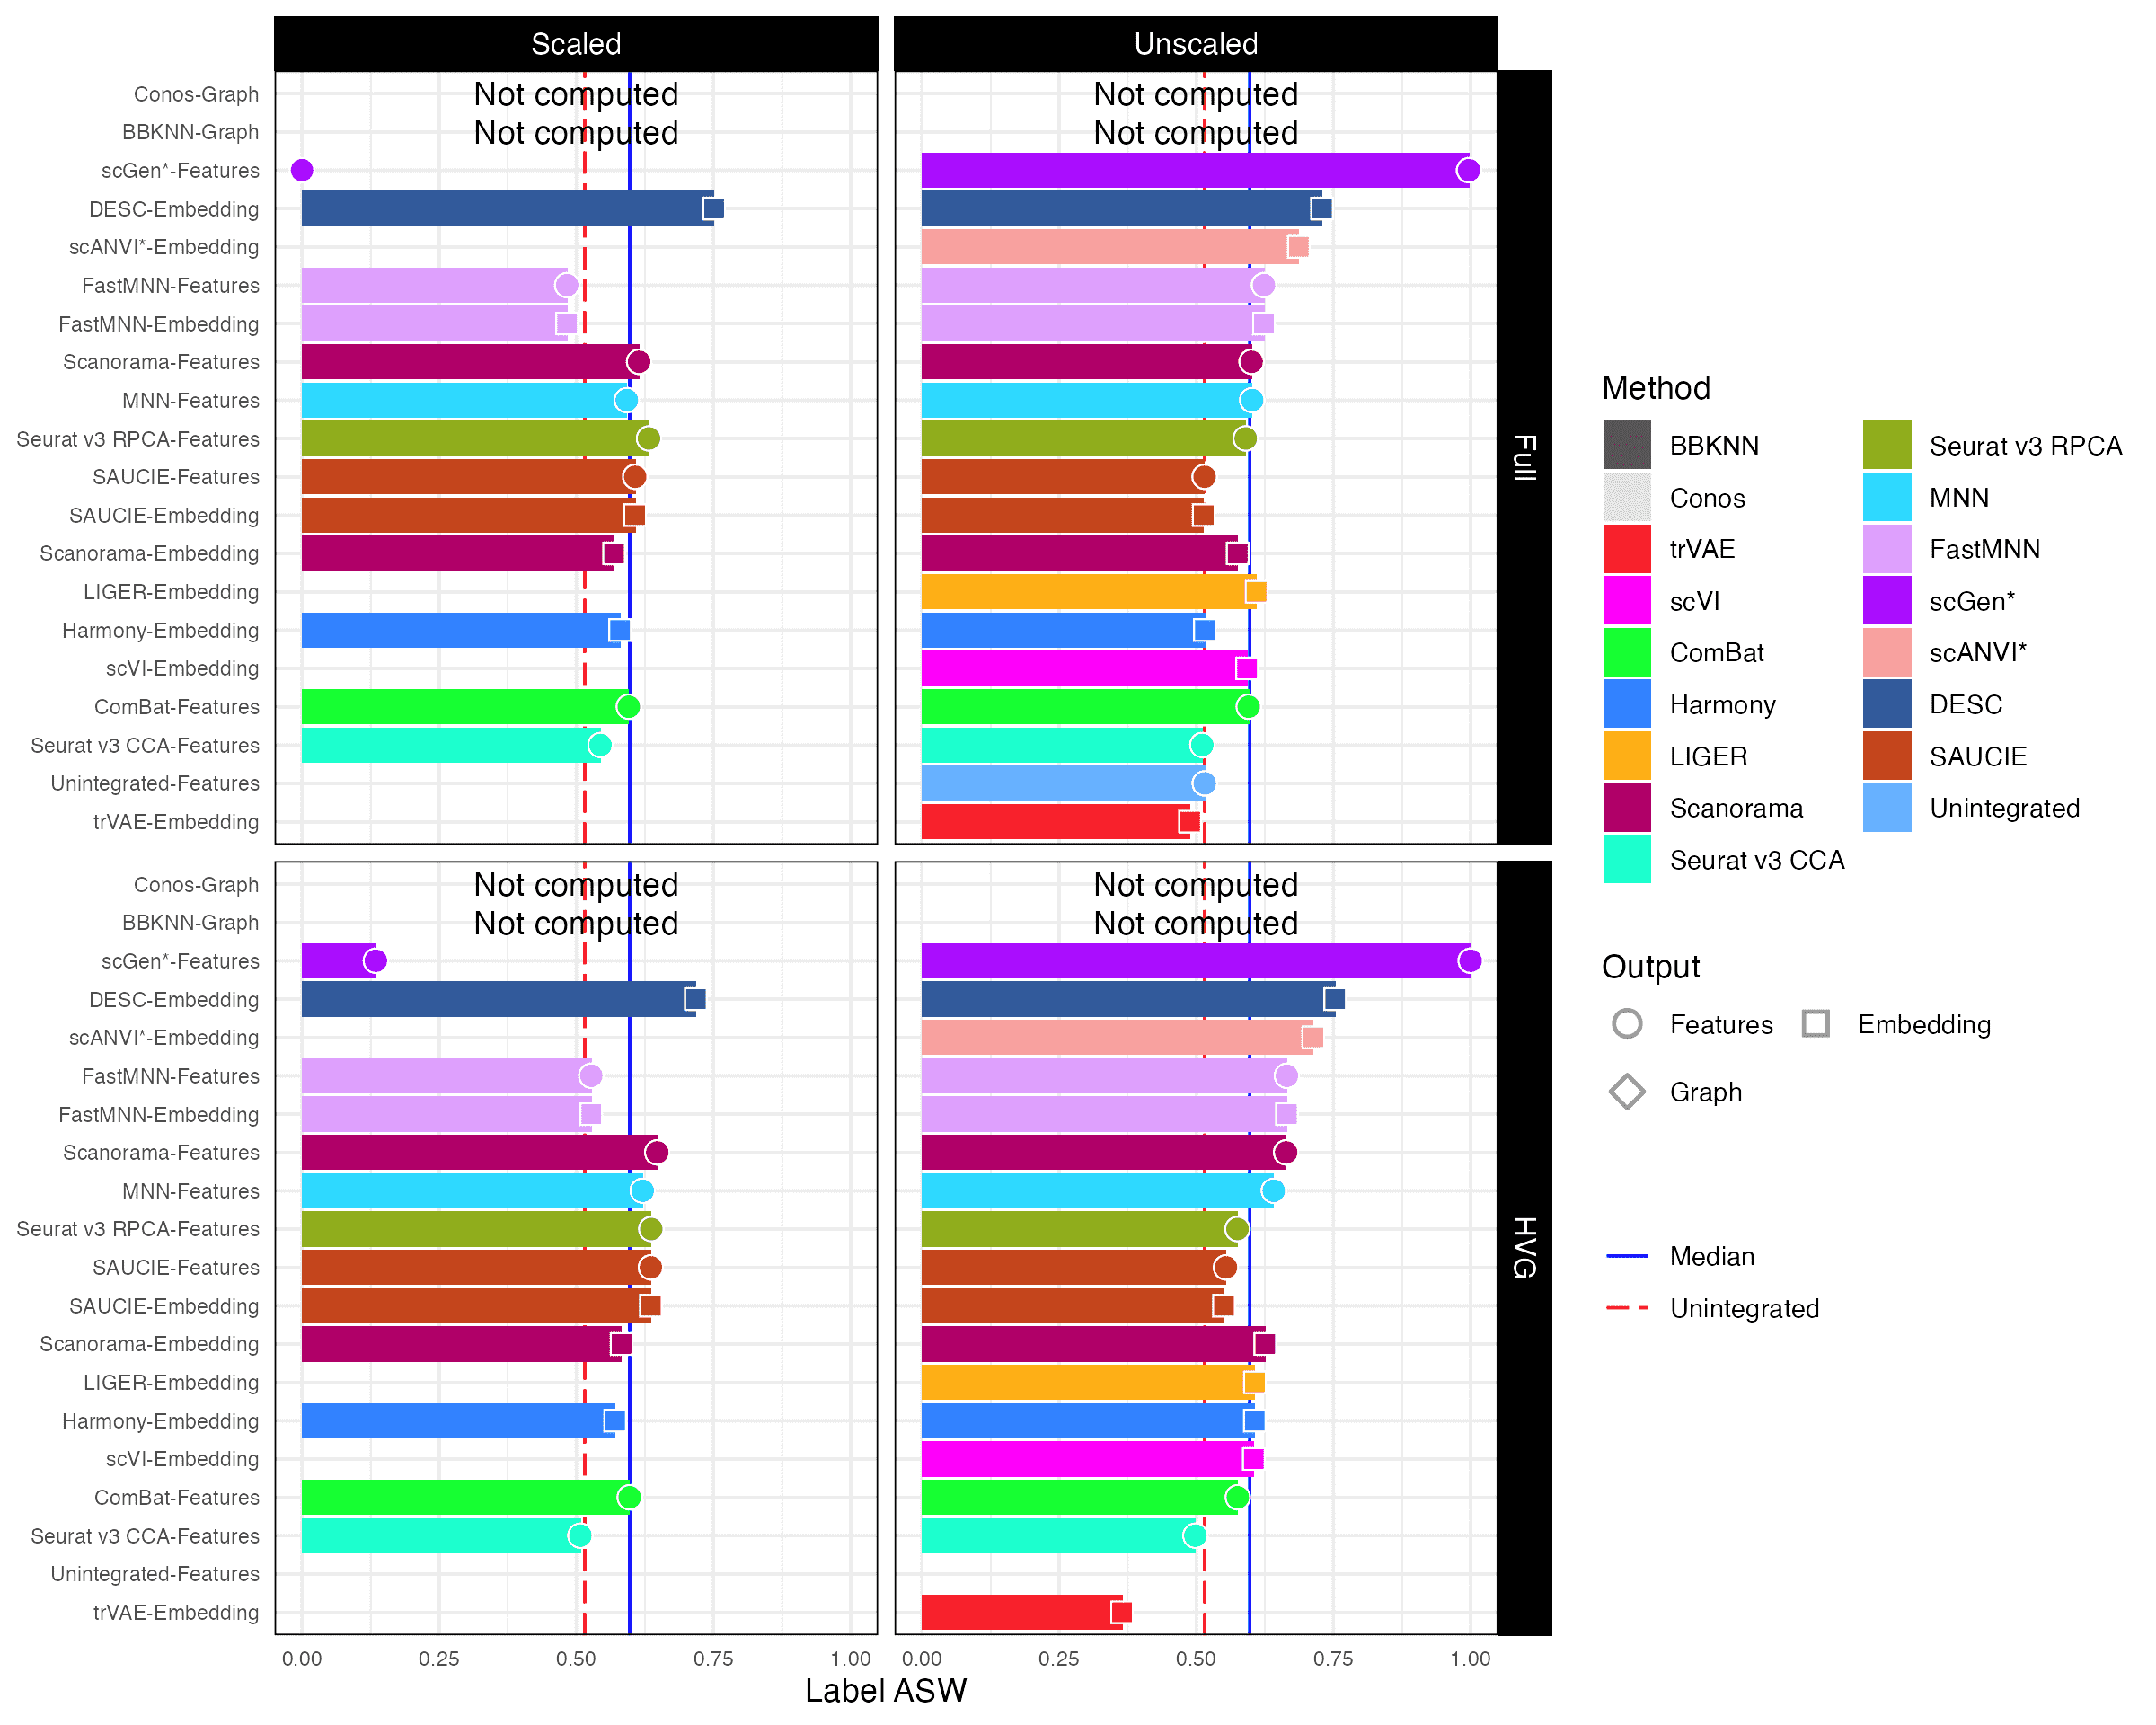 Scaled
Unscaled
Conos-Graph
BBKNN-Graph
scGen*-Features
DESC-Embedding
scANVI*-Embedding
FastMNN-Features
FastMNN-Embedding
Scanorama-Features
MNN-Features
Seurat v3 RPCA-Features
SAUCIE-Features
SAUCIE-Embedding
Scanorama-Embedding
LIGER-Embedding
Harmony-Embedding
scVI-Embedding
ComBat-Features
Seurat v3 CCA-Features
Unintegrated-Features
trVAE-Embedding
Not computed
Not computed
Not computed
Not computed
Full
Conos-Graph
BBKNN-Graph
scGen*-Features
DESC-Embedding
scANVI*-Embedding
FastMNN-Features
FastMNN-Embedding
Scanorama-Features
MNN-Features
Seurat v3 RPCA-Features
SAUCIE-Features
SAUCIE-Embedding
Scanorama-Embedding
LIGER-Embedding
Harmony-Embedding
scVI-Embedding
ComBat-Features
Seurat v3 CCA-Features
Unintegrated-Features
trVAE-Embedding
Not computed
Not computed
Not computed
Not computed
HVG
0.00 0.25 0.50 0.75 1.00
0.00 0.25 0.50 0.75 1.00
Label ASW
Method
BBKNN
Conos
trVAE
scVI
ComBat
Harmony
LIGER
Scanorama
Seurat v3 CCA
Seurat v3 RPCA
MNN
FastMNN
scGen*
scANVI*
DESC
SAUCIE
Unintegrated
Output
Features
Embedding
Graph
Median
Unintegrated